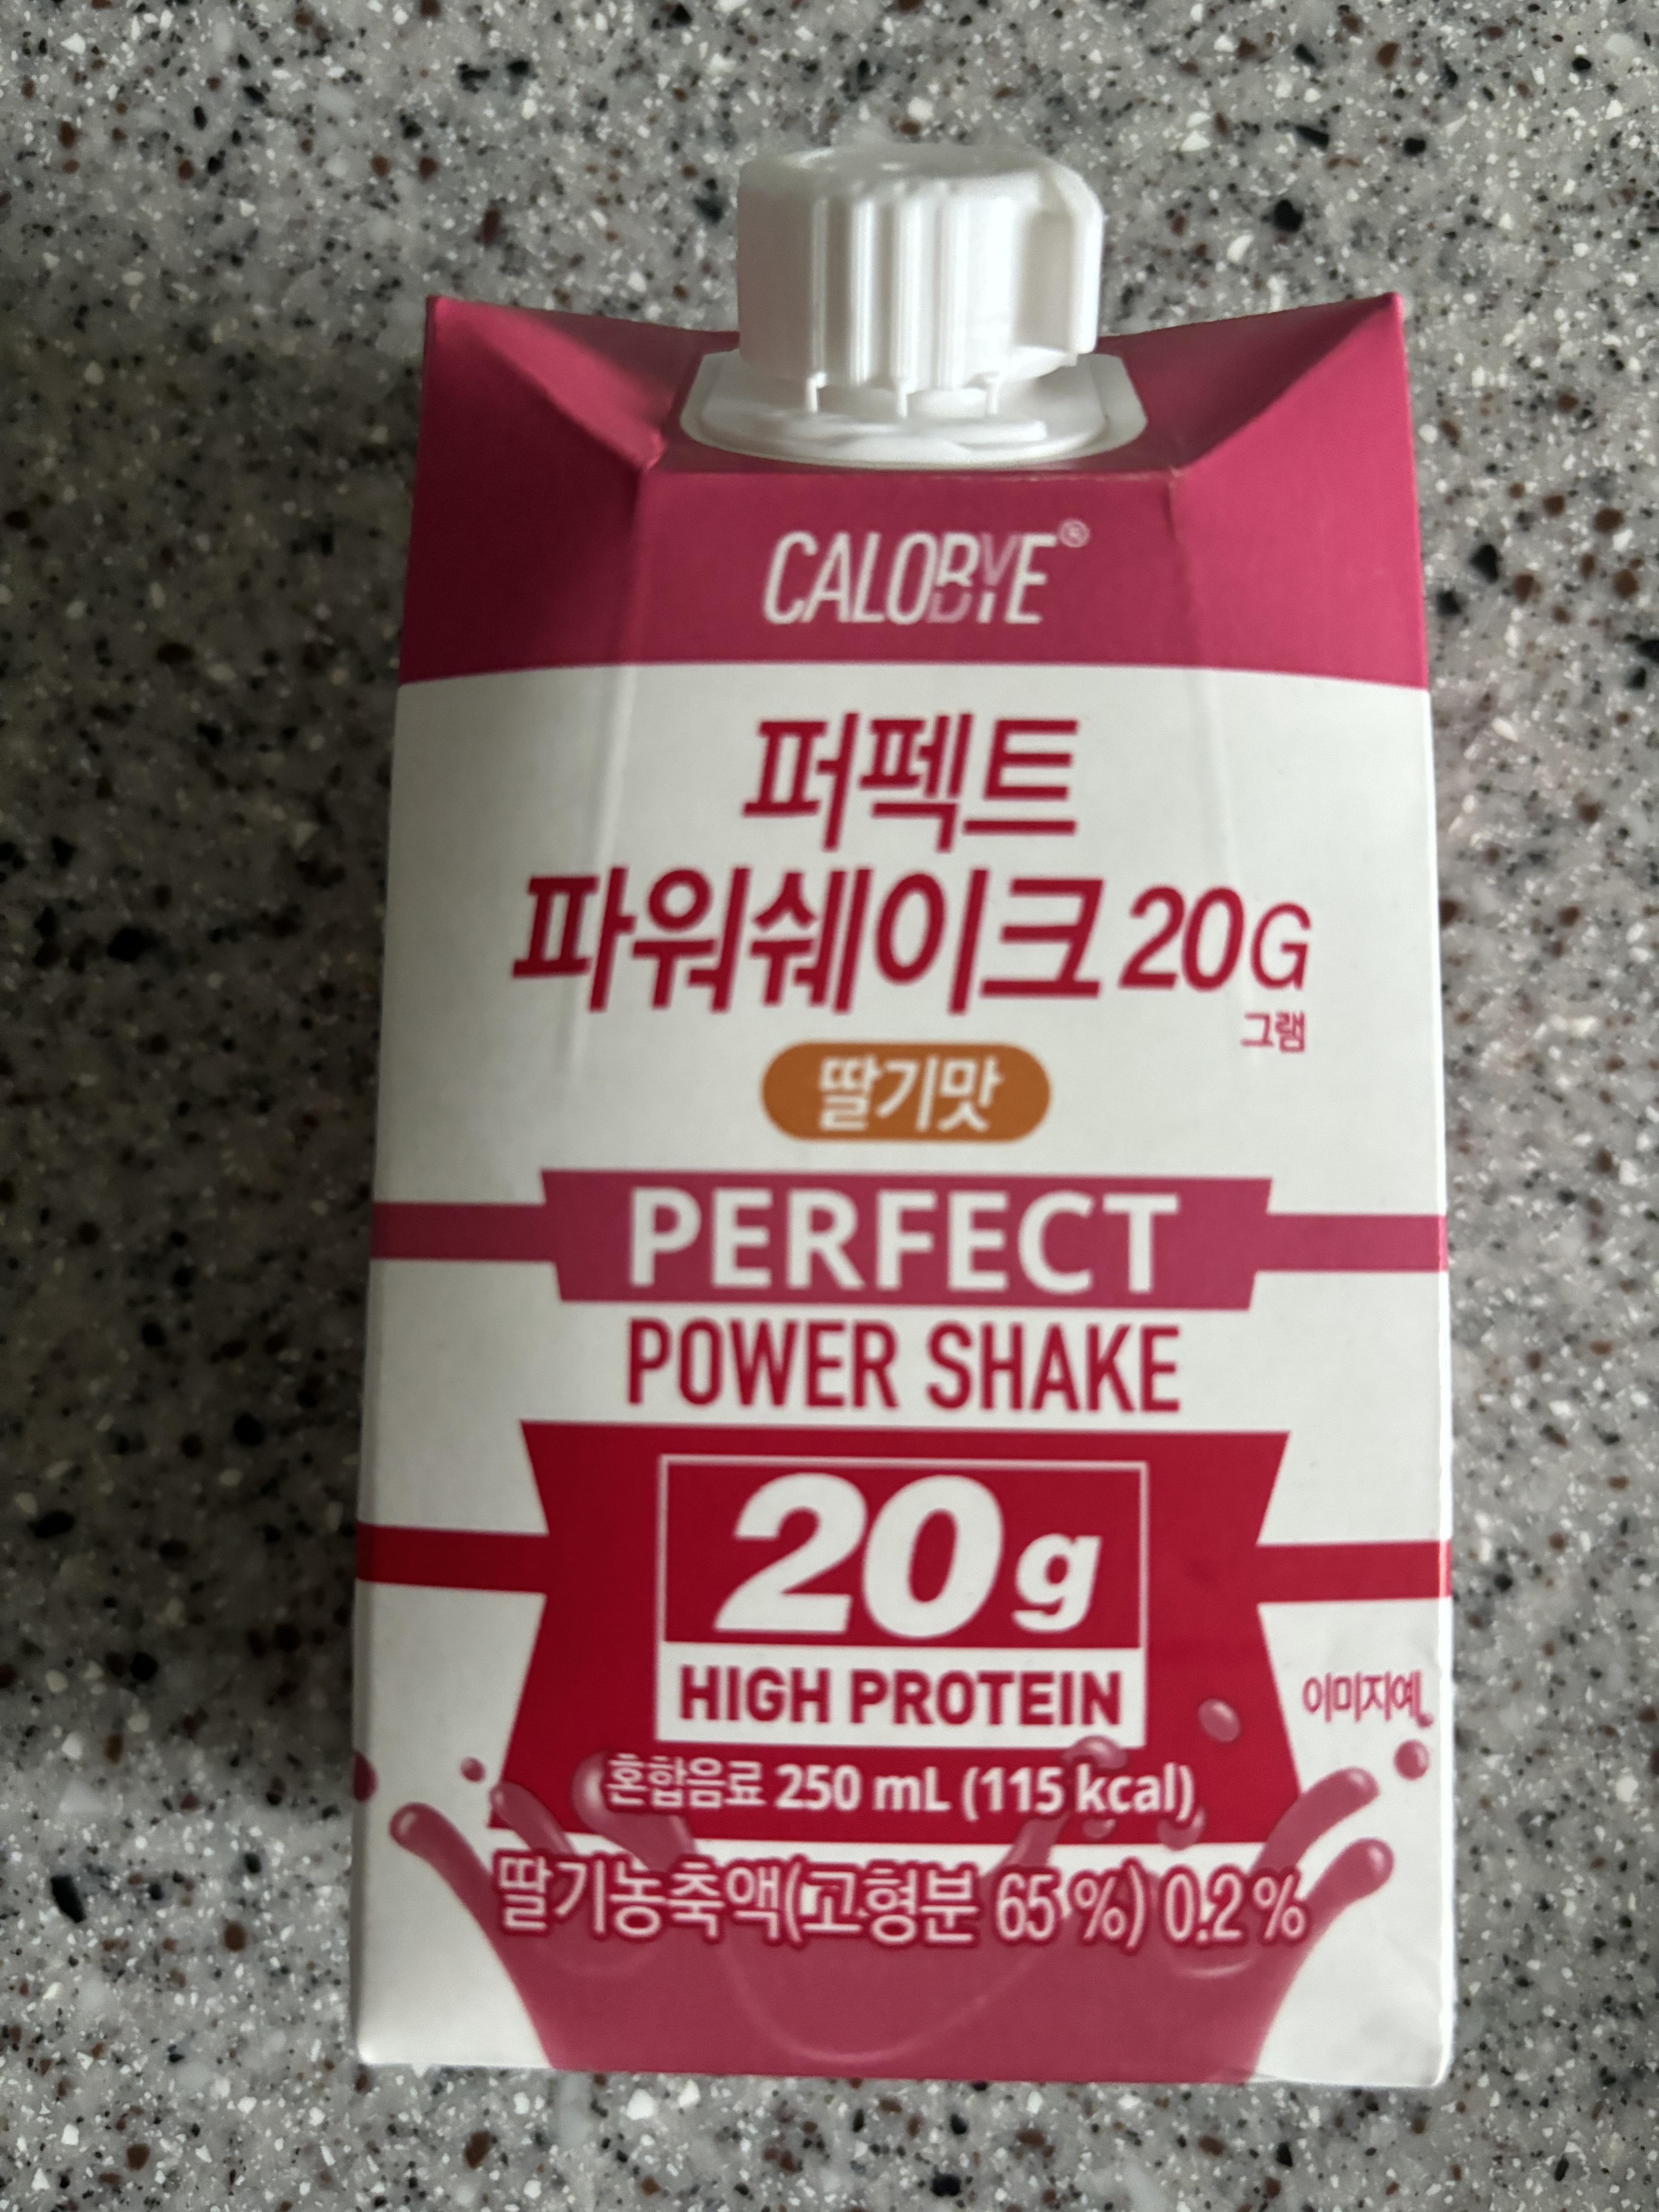 CALOBYE®
퍼펙트
파워쉐이크 20G
그램
딸기맛
PERFECT
POWER SHAKE
20g
HIGH PROTEIN
이미지예
혼합음료 250 mL (115 kcal)
딸기농축액(고형분 65 %) 0.2 %